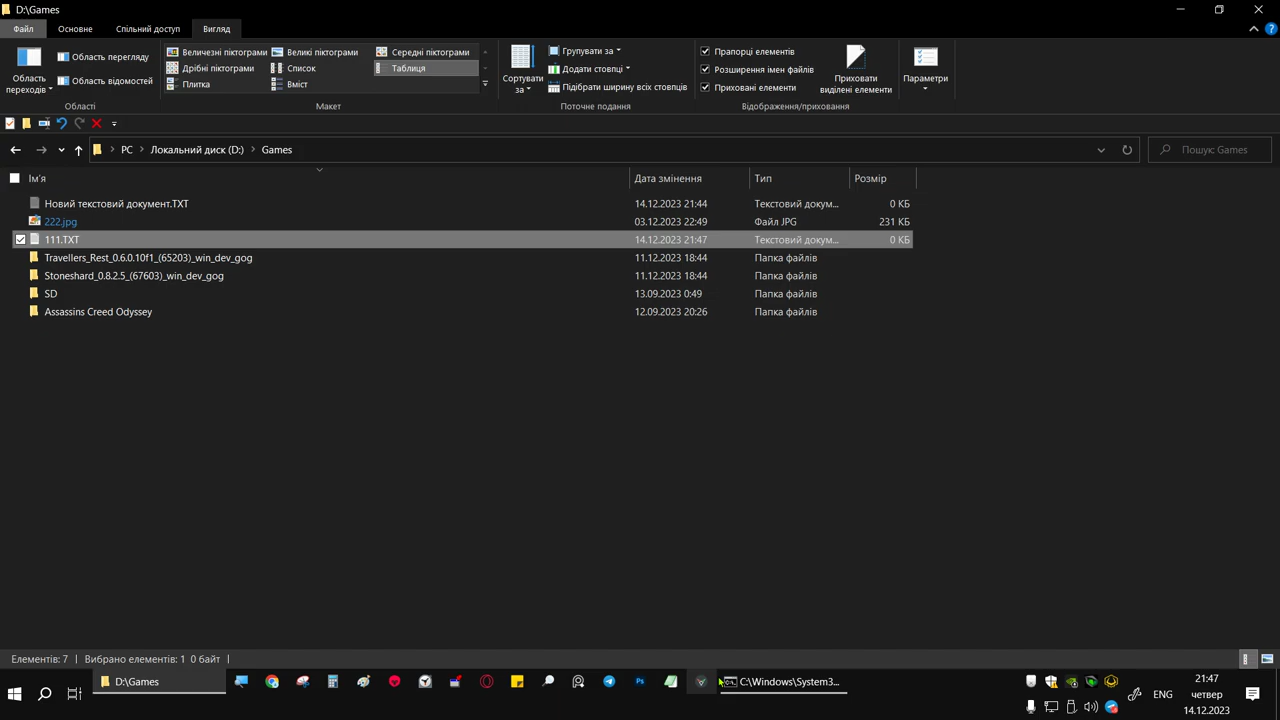 D:\Games
Файл Основне Спільний доступ Вигляд
Область переходів
Область перегляду
Область відомостей
Області
Величезні піктограми Великі піктограми Середні піктограми
Дрібні піктограми Список Таблиця
Плитка Вміст
Макет
Сортувати за
Групувати за
Додати стовпці
Підібрати ширину всіх стовпців
Поточне подання
Прапорці елементів
Розширення імен файлів
Приховані елементи
Приховати виділені елементи
Відображення/приховання
Параметри
PC Локальний диск (D:) Games
Пошук: Games
Ім'я Дата змінення Тип Розмір
Новий текстовий документ.TXT 14.12.2023 21:44 Текстовий докум... 0 КБ
222.jpg 03.12.2023 22:49 Файл JPG 231 КБ
111.TXT 14.12.2023 21:47 Текстовий докум... 0 КБ
Travellers_Rest_0.6.0.10f1_(65203)_win_dev_gog 11.12.2023 18:44 Папка файлів
Stoneshard_0.8.2.5_(67603)_win_dev_gog 11.12.2023 18:44 Папка файлів
SD 13.09.2023 0:49 Папка файлів
Assassins Creed Odyssey 12.09.2023 20:26 Папка файлів
Елементів: 7 Вибрано елементів: 1 0 байт
D:\Games
Ps
C:\Windows\System3...
ENG
21:47
четвер
14.12.2023